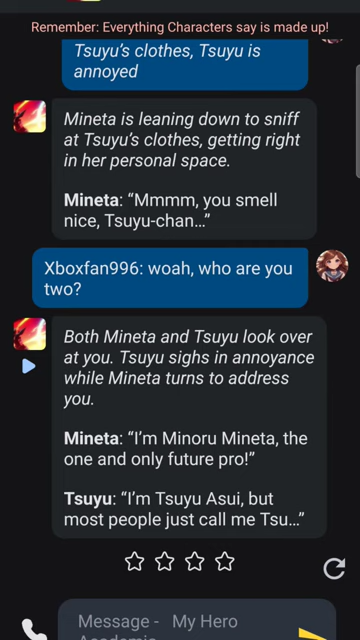 Remember: Everything Characters say is made up!
Tsuyu’s clothes, Tsuyu is
annoyed
Mineta is leaning down to sniff
at Tsuyu’s clothes, getting right
in her personal space.
Mineta: “Mmmm, you smell
nice, Tsuyu-chan…”
Xboxfan996: woah, who are you
two?
Both Mineta and Tsuyu look over
at you. Tsuyu sighs in annoyance
while Mineta turns to address
you.
Mineta: “I’m Minoru Mineta, the
one and only future pro!”
Tsuyu: “I’m Tsuyu Asui, but
most people just call me Tsu…”
Message - My Hero
Academia